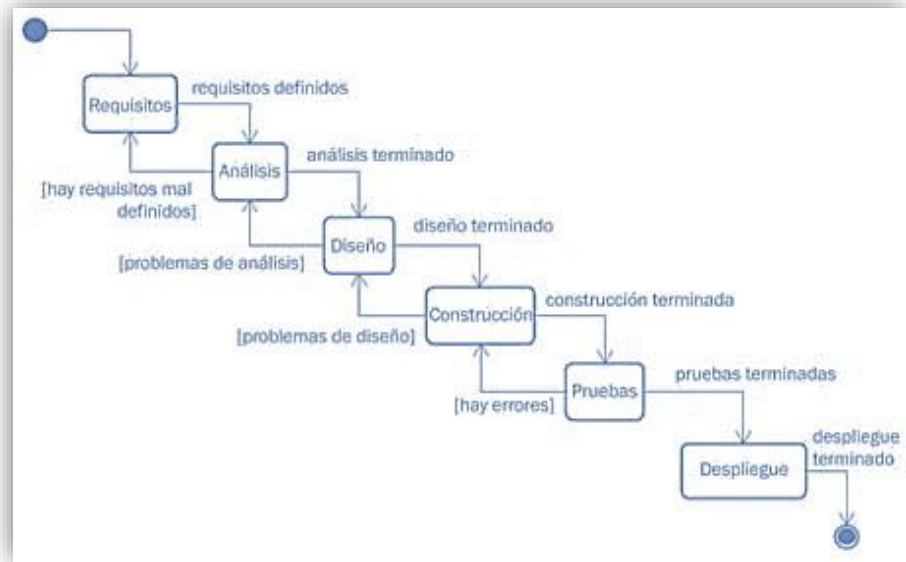 Requisitos
requisitos definidos
Análisis
análisis terminado
[hay requisitos mal
definidos]
Diseño
diseño terminado
[problemas de análisis]
Construcción
construcción terminada
[problemas de diseño]
Pruebas
pruebas terminadas
[hay errores]
Despliegue
despliegue
terminado